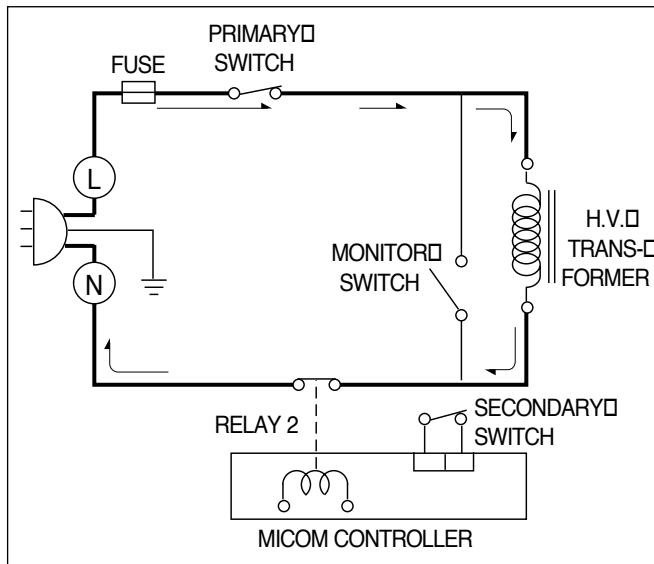 PRIMARY□
SWITCH
FUSE
L
H.V.□
TRANS-□
FORMER
MONITOR□
SWITCH
N
RELAY 2
SECONDARY□
SWITCH
MICOM CONTROLLER